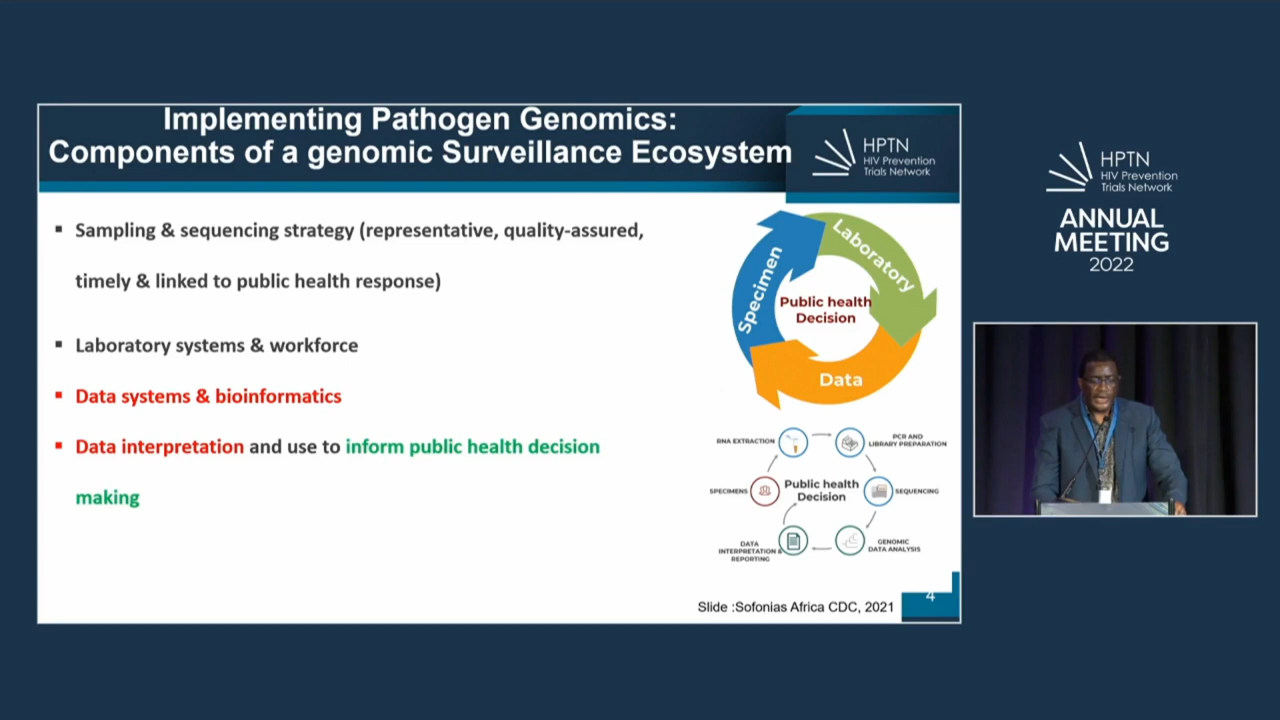 Implementing Pathogen Genomics:
Components of a genomic Surveillance Ecosystem
HPTN
HIV Prevention
Trials Network
▪ Sampling & sequencing strategy (representative, quality-assured,
timely & linked to public health response)
▪ Laboratory systems & workforce
▪ Data systems & bioinformatics
▪ Data interpretation and use to inform public health decision
making
Specimen
Laboratory
Data
Public health
Decision
RNA EXTRACTION
PCR AND
LIBRARY PREPARATION
SPECIMENS
Public health
Decision
SEQUENCING
DATA
INTERPRETATION &
REPORTING
GENOMIC
DATA ANALYSIS
Slide :Sofonias Africa CDC, 2021
4
HPTN
HIV Prevention
Trials Network
ANNUAL
MEETING
2022